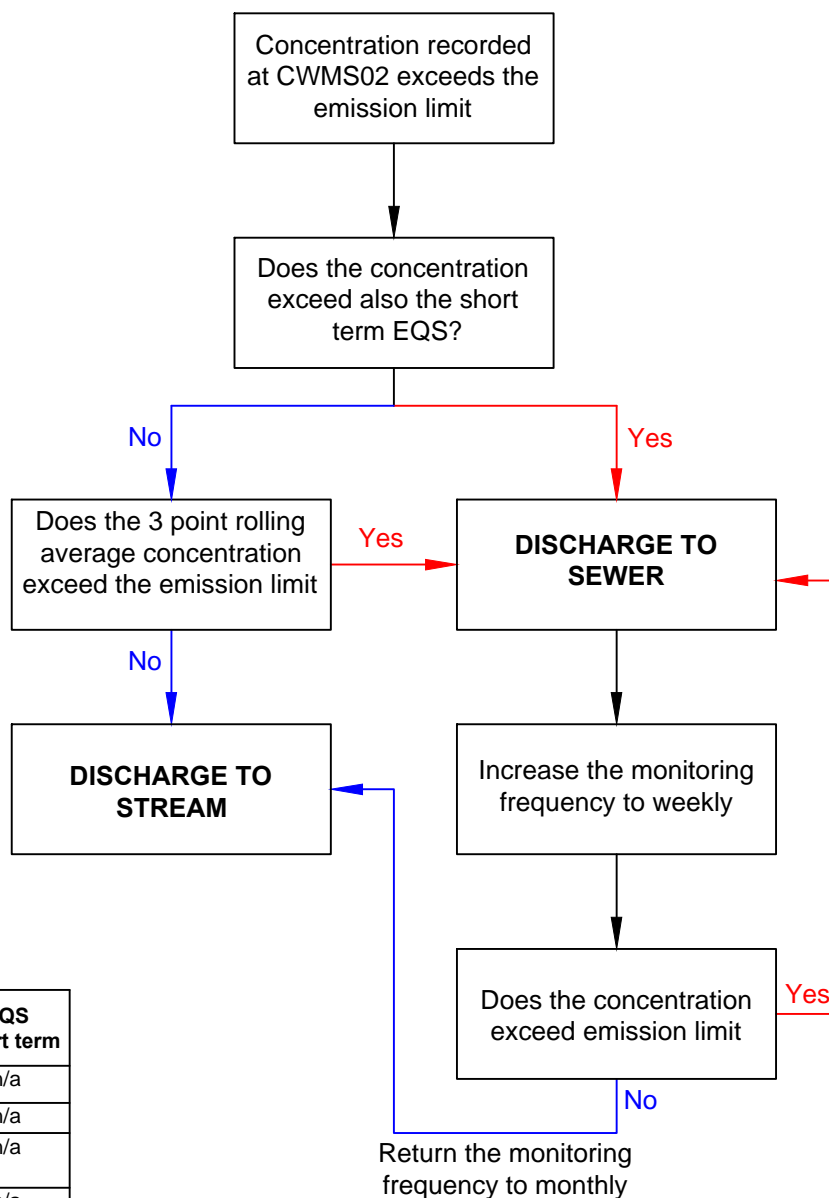 Concentration recorded
at CWMS02 exceeds the
emission limit
Does the concentration
exceed also the short
term EQS?
No
Yes
Does the 3 point rolling
average concentration
exceed the emission limit
Yes
DISCHARGE TO
SEWER
No
DISCHARGE TO
STREAM
Increase the monitoring
frequency to weekly
Does the concentration
exceed emission limit
Yes
No
Return the monitoring
frequency to monthly
QS
rt term
n/a
n/a
n/a